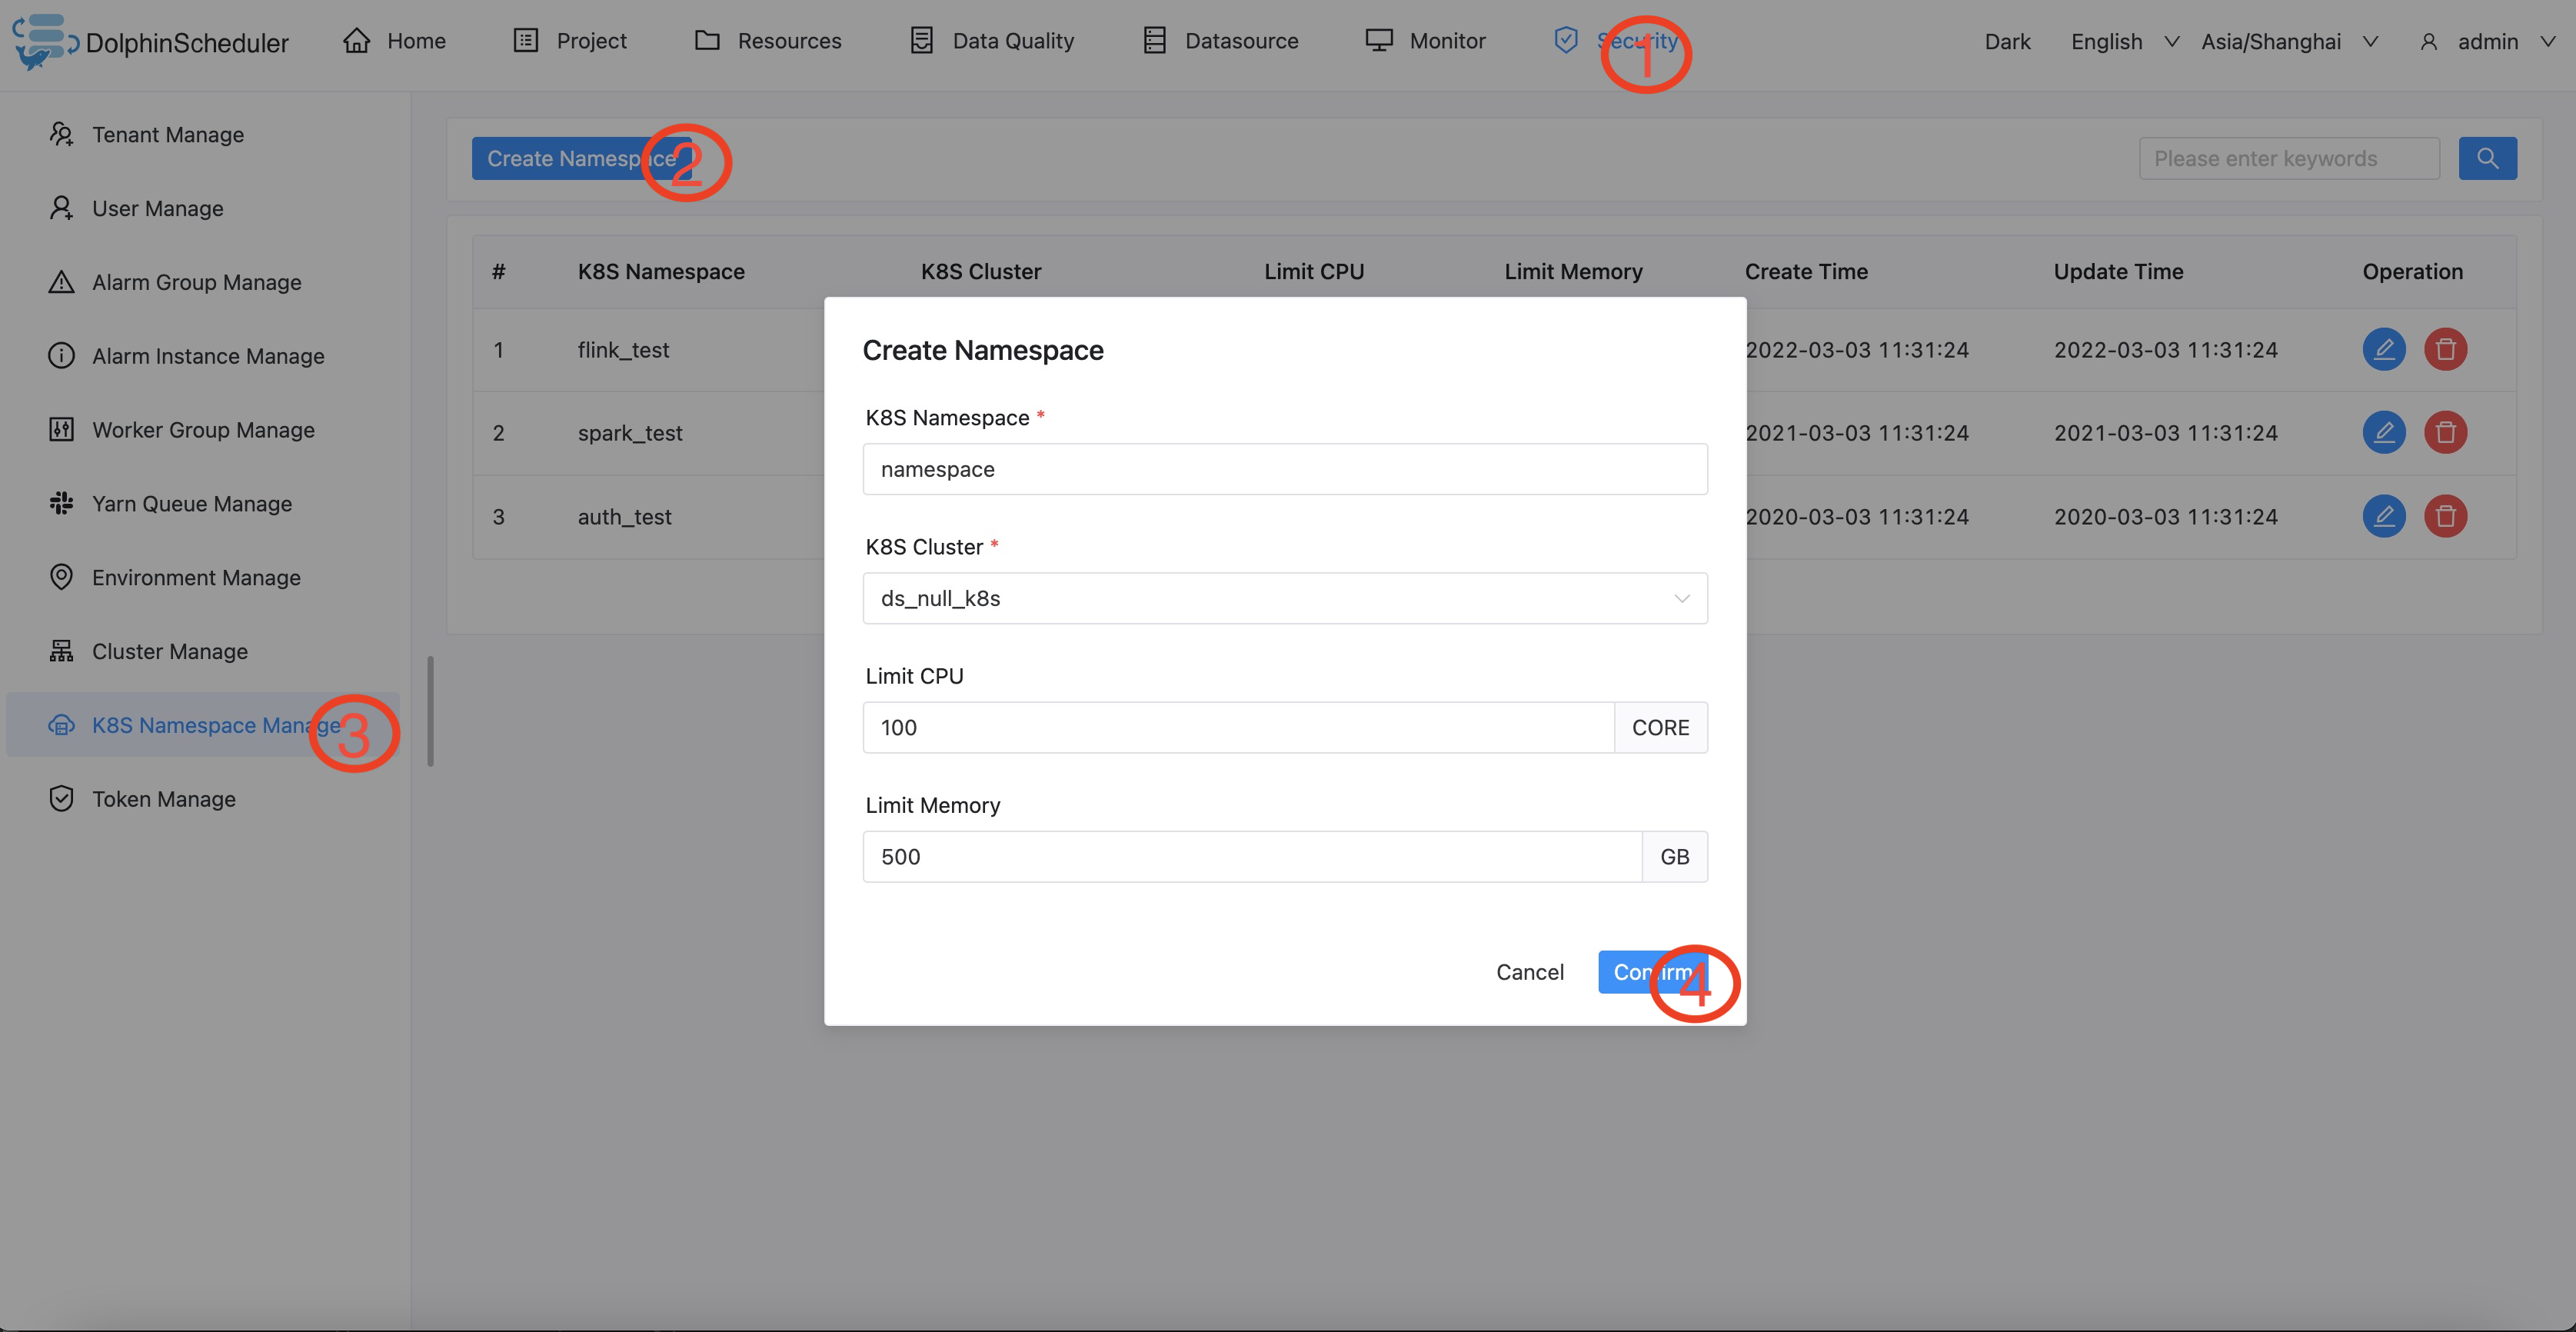 DolphinScheduler Home Project Resources Data Quality Datasource Monitor Security 1 Dark English Asia/Shanghai admin
Tenant Manage
User Manage
Alarm Group Manage
Alarm Instance Manage
Worker Group Manage
Yarn Queue Manage
Environment Manage
Cluster Manage
K8S Namespace Manage 3
Token Manage
Create Namespace 2 Please enter keywords
# K8S Namespace K8S Cluster Limit CPU Limit Memory Create Time Update Time Operation
1 flink_test 2022-03-03 11:31:24 2022-03-03 11:31:24
2 spark_test 2021-03-03 11:31:24 2021-03-03 11:31:24
3 auth_test 2020-03-03 11:31:24 2020-03-03 11:31:24
Create Namespace
K8S Namespace *
namespace
K8S Cluster *
ds_null_k8s
Limit CPU
100 CORE
Limit Memory
500 GB
Cancel Confirm 4